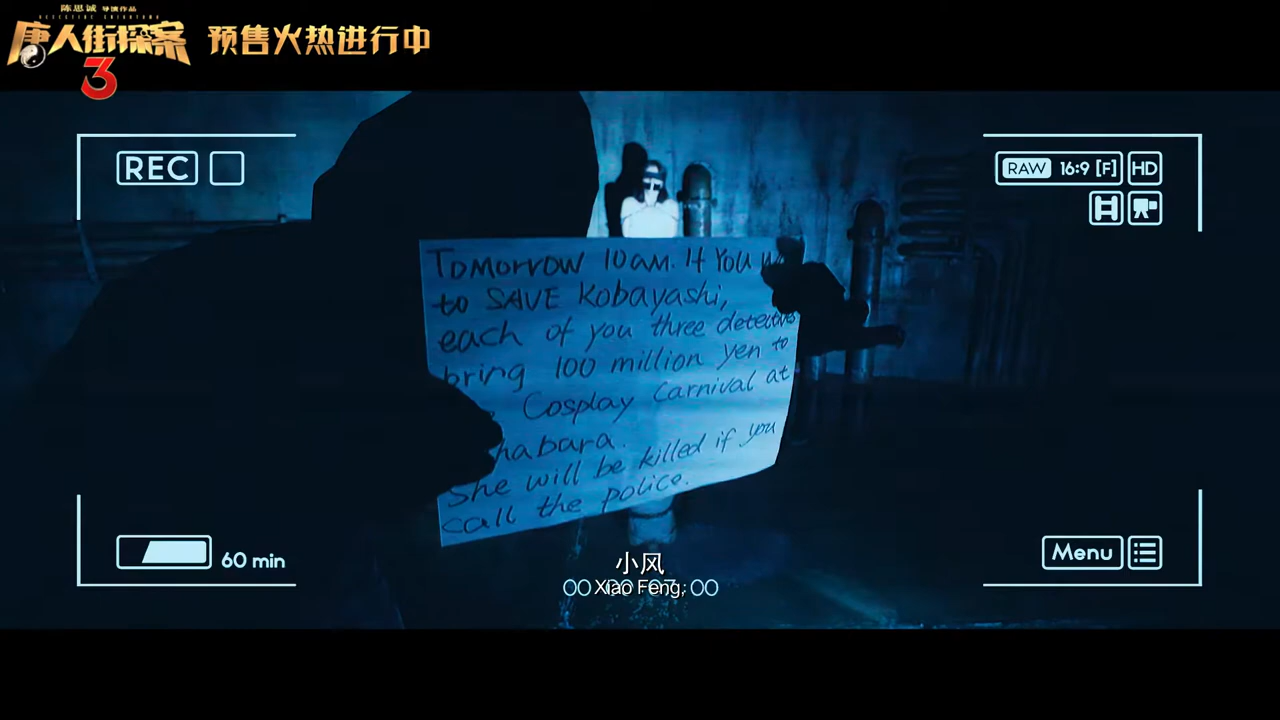 陈思诚 导演作品
DETECTIVE CHINATOWN
唐人街探案
3
预售火热进行中
REC
RAW 16:9 [F] HD
TOMORROW 10am. If You
to SAVE Kobayashi,
each of you three detectives
bring 100 million yen to
Cosplay Carnival at
habara.
She will be killed if you
call the police.
60 min
Menu
小风
Xiao Feng,